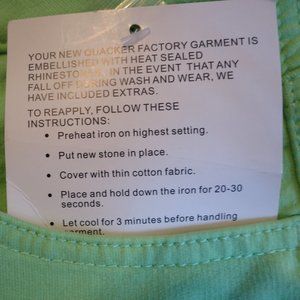 YOUR NEW QUACKER FACTORY GARMENT IS
EMBELLISHED WITH HEAT SEALED
IN THE EVENT THAT ANY
FALL OFF DURING WASH AND WEAR, WE
HAVE INCLUDED EXTRAS.
TO REAPPLY, FOLLOW THESE
INSTRUCTIONS:
• Preheat iron on highest setting.
• Put new stone in place.
• Cover with thin cotton fabric.
• Place and hold down the iron for 20-30
seconds.
• Let cool for 3 minutes before handling